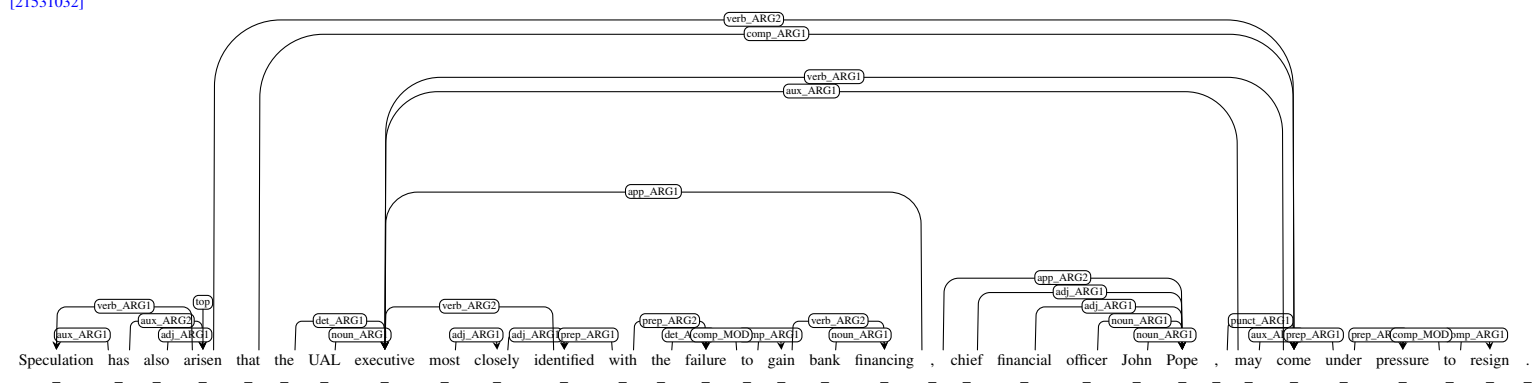 [21531032]
verb_ARG2
comp_ARG1
verb_ARG1
aux_ARG1
app_ARG1
app_ARG2
adj_ARG1
verb_ARG1 top verb_ARG2 adj_ARG1
aux_ARG2 det_ARG1 prep_ARG2 verb_ARG2 noun_ARG1 punct_ARG1
aux_ARG1 adj_ARG1 noun_ARG1 adj_ARG1 adj_ARG1 prep_ARG1 comp_MOD noun_ARG1 noun_ARG1 prep_ARG1 comp_MOD
Speculation has also arisen that the UAL executive most closely identified with the failure to gain bank financing , chief financial officer John Pope , may come under pressure to resign .